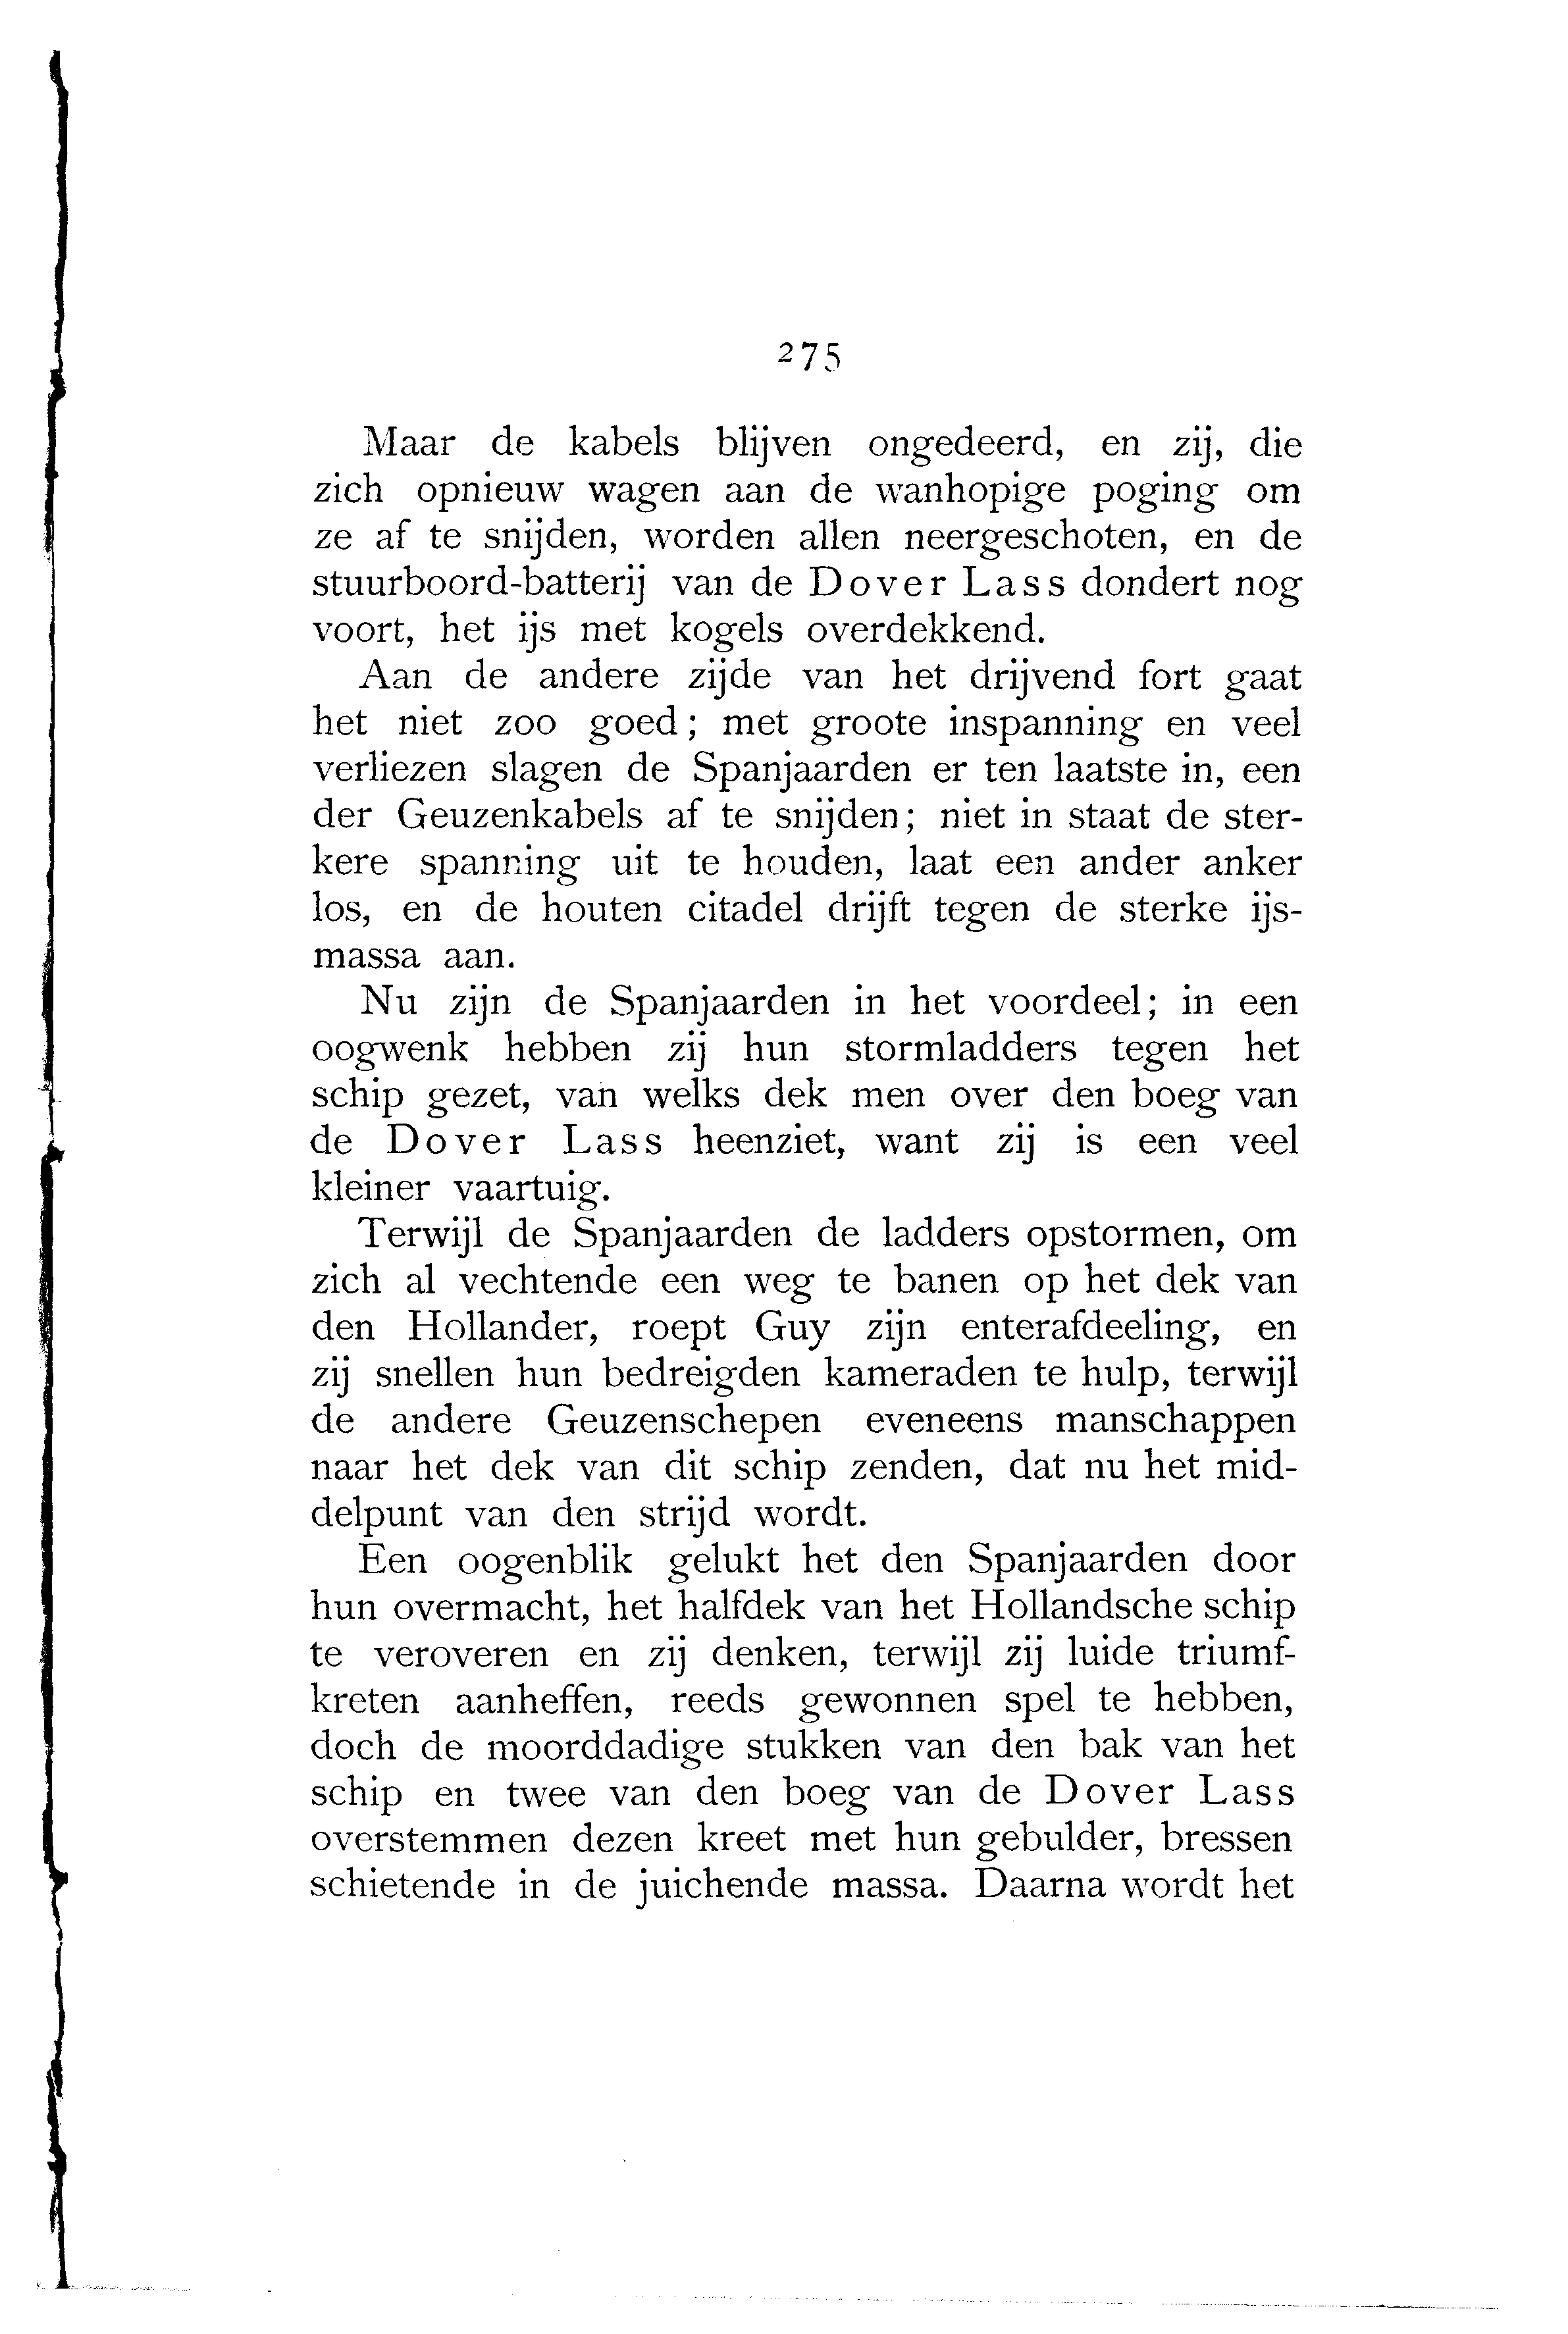 275
Maar de kabels blijven ongedeerd, en zij, die
zich opnieuw wagen aan de wanhopige poging om
ze af te snijden, worden allen neergeschoten, en de
stuurboord-batterij van de Dover Lass dondert nog
voort, het ijs met kogels overdekkend.
Aan de andere zijde van het drijvend fort gaat
het niet zoo goed; met groote inspanning en veel
verliezen slagen de Spanjaarden er ten laatste in, een
der Geuzenkabels af te snijden; niet in staat de ster-
kere spanning uit te houden, laat een ander anker
los, en de houten citadel drijft tegen de sterke ijs-
massa aan.
Nu zijn de Spanjaarden in het voordeel; in een
oogwenk hebben zij hun stormladders tegen het
schip gezet, van welks dek men over den boeg van
de Dover Lass heenziet, want zij is een veel
kleiner vaartuig.
Terwijl de Spanjaarden de ladders opstormen, om
zich al vechtende een weg te banen op het dek van
den Hollander, roept Guy zijn enterafdeeling, en
zij snellen hun bedreigden kameraden te hulp, terwijl
de andere Geuzenschepen eveneens manschappen
naar het dek van dit schip zenden, dat nu het mid-
delpunt van den strijd wordt.
Een oogenblik gelukt het den Spanjaarden door
hun overmacht, het halfdek van het Hollandsche schip
te veroveren en zij denken, terwijl zij luide triumf-
kreten aanheffen, reeds gewonnen spel te hebben,
doch de moorddadige stukken van den bak van het
schip en twee van den boeg van de Dover Lass
overstemmen dezen kreet met hun gebulder, bressen
schietende in de juichende massa. Daarna wordt het